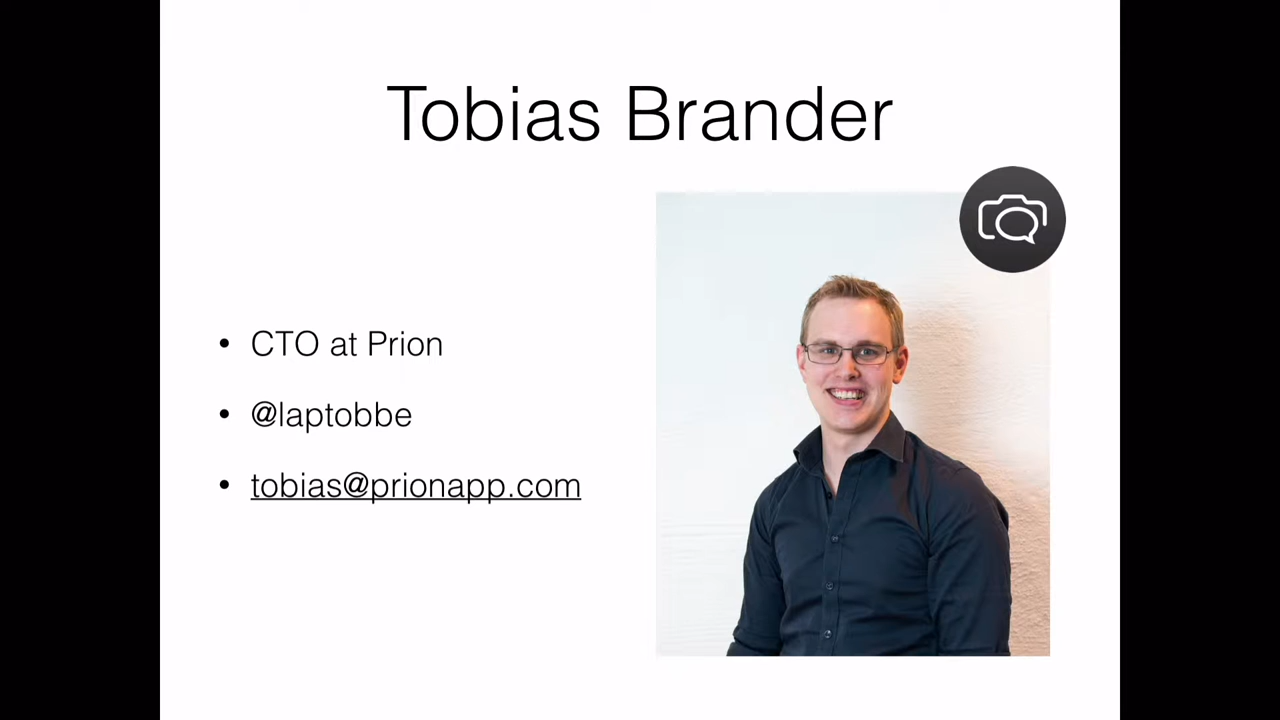 Tobias Brander
• CTO at Prion
• @laptobbe
• tobias@prionapp.com